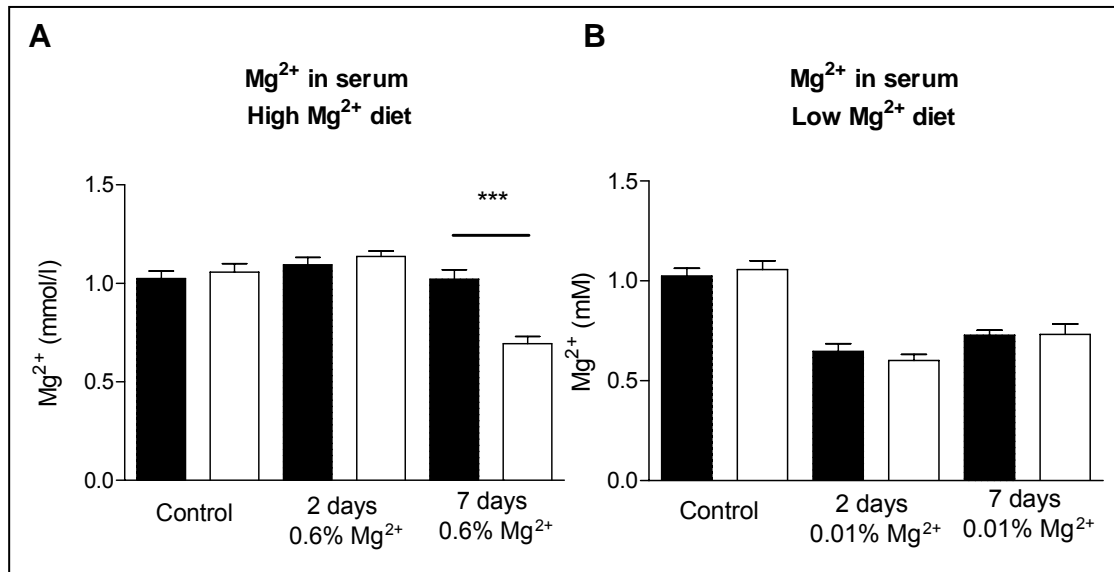 A
Mg²⁺ in serum
High Mg²⁺ diet
Mg²⁺ (mmol/l)
1.5
1.0
0.5
0.0
***
Control
2 days
0.6% Mg²⁺
7 days
0.6% Mg²⁺
B
Mg²⁺ in serum
Low Mg²⁺ diet
Mg²⁺ (mM)
1.5
1.0
0.5
0.0
Control
2 days
0.01% Mg²⁺
7 days
0.01% Mg²⁺